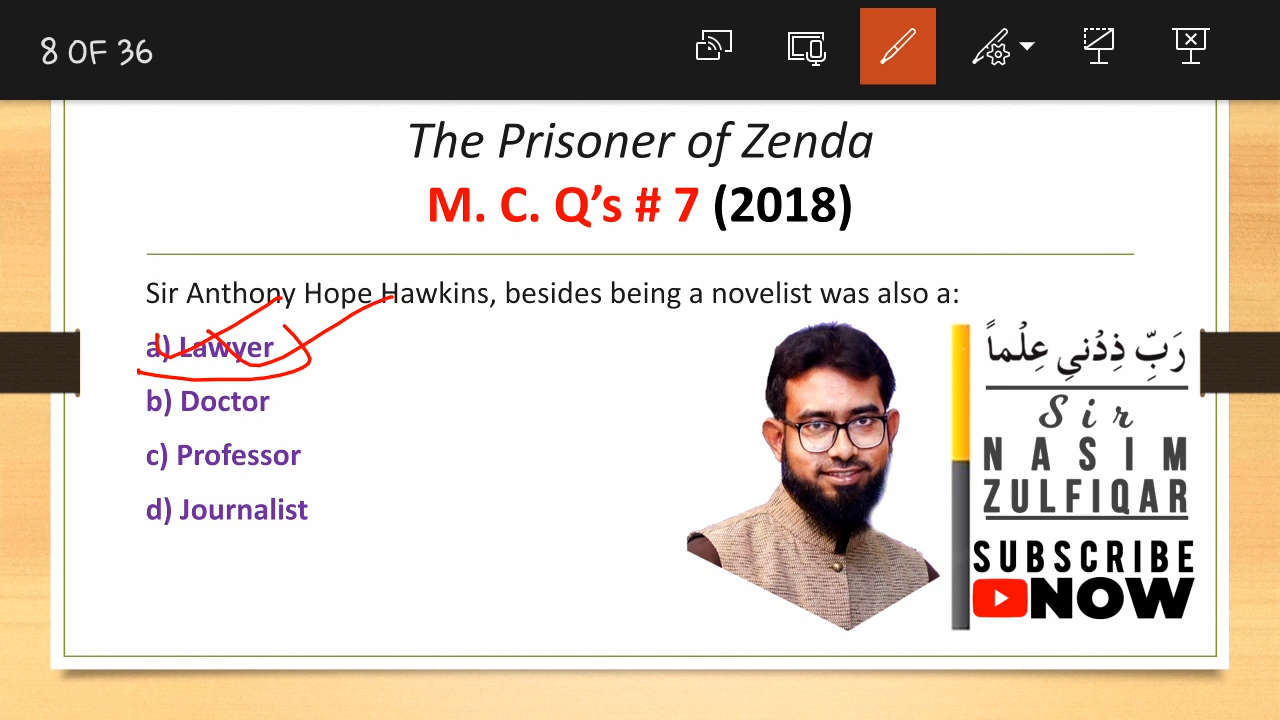 8 OF 36
The Prisoner of Zenda
M. C. Q’s # 7 (2018)
Sir Anthony Hope Hawkins, besides being a novelist was also a:
a) Lawyer
b) Doctor
c) Professor
d) Journalist
رَبِّ ذِدْنيِ عِلْماً
Sir
NASIM
ZULFIQAR
SUBSCRIBE
NOW